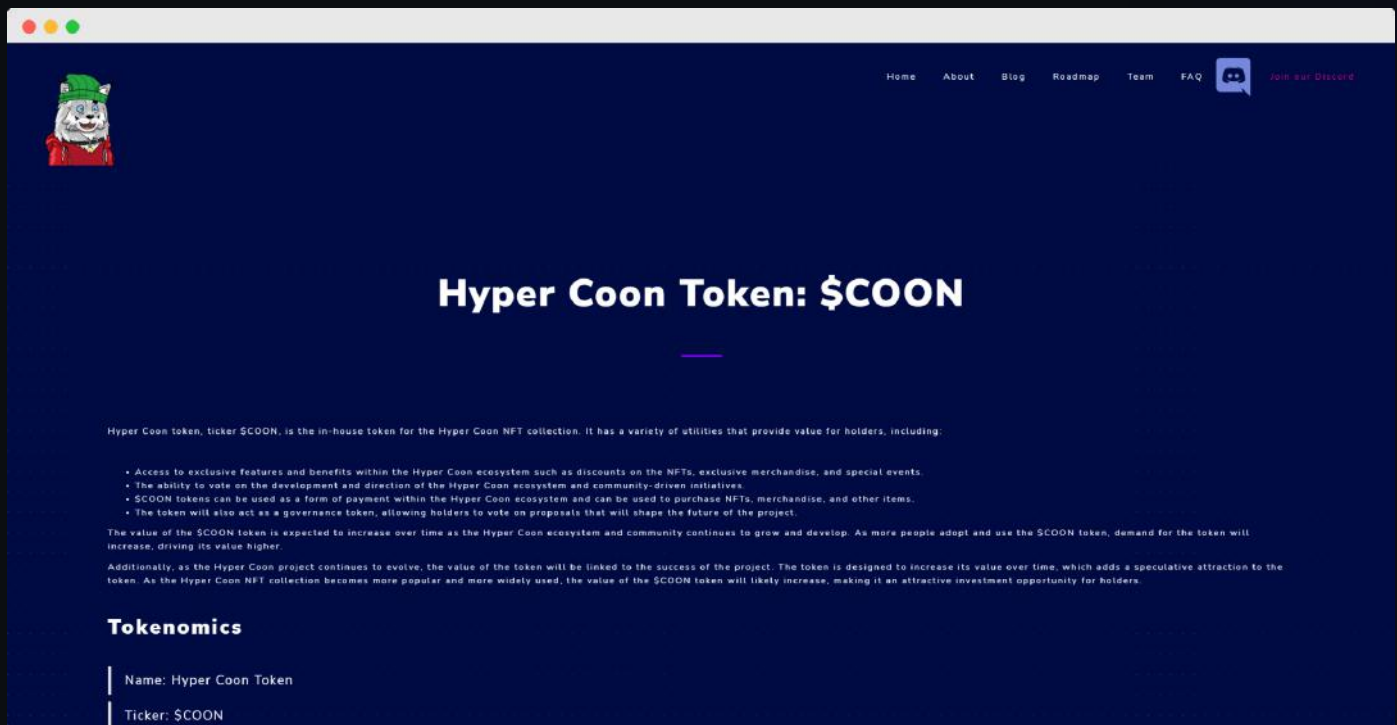 Home About Blog Roadmap Team FAQ Join our Discord
Hyper Coon Token: $COON
Hyper Coon token, ticker $COON, is the in-house token for the Hyper Coon NFT collection. It has a variety of utilities that provide value for holders, including:
• Access to exclusive features and benefits within the Hyper Coon ecosystem such as discounts on the NFTs, exclusive merchandise, and special events.
• The ability to vote on the development and direction of the Hyper Coon ecosystem and community-driven initiatives.
• $COON tokens can be used as a form of payment within the Hyper Coon ecosystem and can be used to purchase NFTs, merchandise, and other items.
• The token will also act as a governance token, allowing holders to vote on proposals that will shape the future of the project.
The value of the $COON token is expected to increase over time as the Hyper Coon ecosystem and community continues to grow and develop. As more people adopt and use the $COON token, demand for the token will
increase, driving its value higher.
Additionally, as the Hyper Coon project continues to evolve, the value of the token will be linked to the success of the project. The token is designed to increase its value over time, which adds a speculative attraction to the
token. As the Hyper Coon NFT collection becomes more popular and more widely used, the value of the $COON token will likely increase, making it an attractive investment opportunity for holders.
Tokenomics
Name: Hyper Coon Token
Ticker: $COON